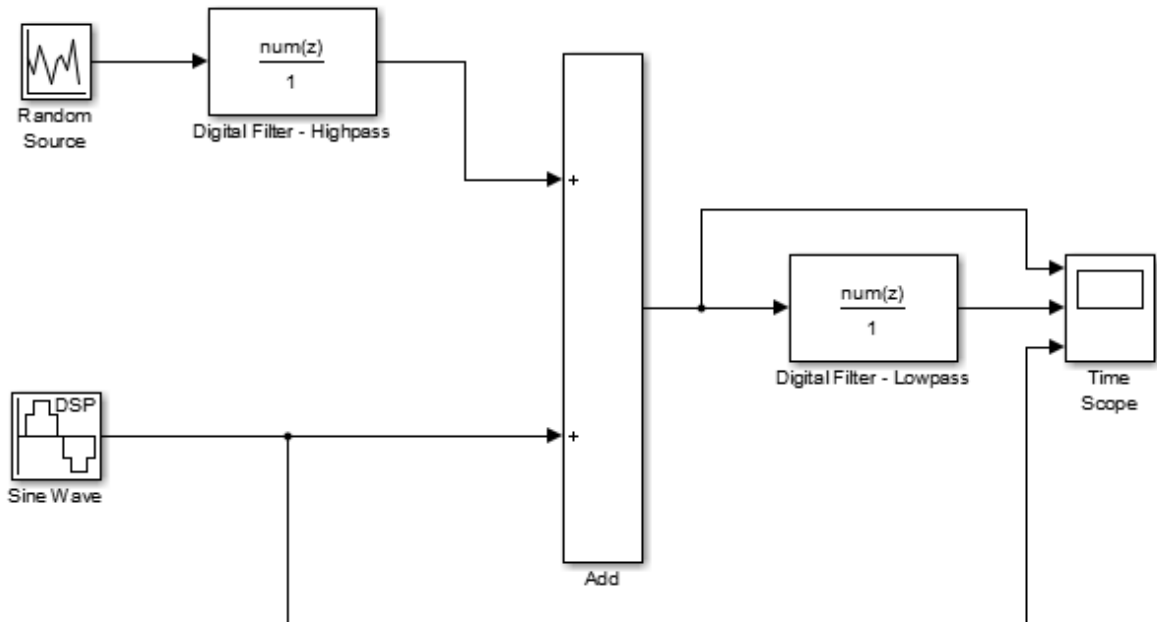 num(z)
1
Random
Source
Digital Filter - Highpass
+
num(z)
1
Digital Filter - Lowpass
Time
Scope
DSP
Sine Wave
+
Add